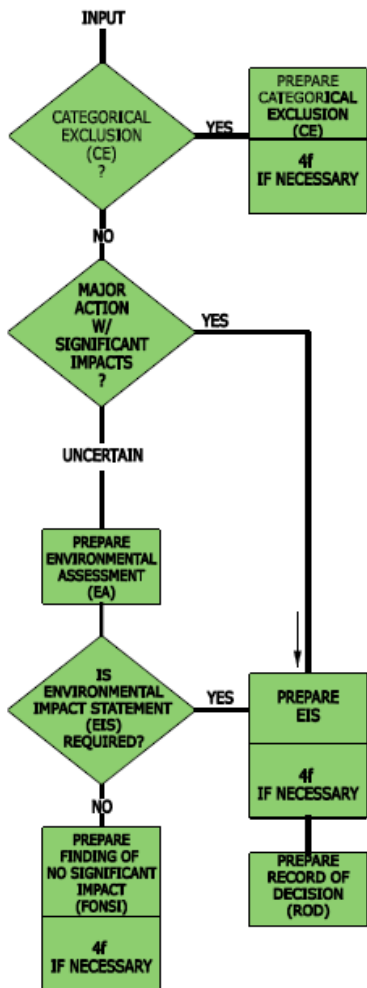 INPUT
CATEGORICAL
EXCLUSION
(CE)
?
YES
PREPARE
CATEGORICAL
EXCLUSION
(CE)
4f
IF NECESSARY
NO
MAJOR
ACTION
W/
SIGNIFICANT
IMPACTS
?
YES
UNCERTAIN
PREPARE
ENVIRONMENTAL
ASSESSMENT
(EA)
IS
ENVIRONMENTAL
IMPACT STATEMENT
(EIS)
REQUIRED?
YES
PREPARE
EIS
4f
IF NECESSARY
NO
PREPARE
FINDING OF
NO SIGNIFICANT
IMPACT
(FONSI)
4f
IF NECESSARY
PREPARE
RECORD OF
DECISION
(ROD)